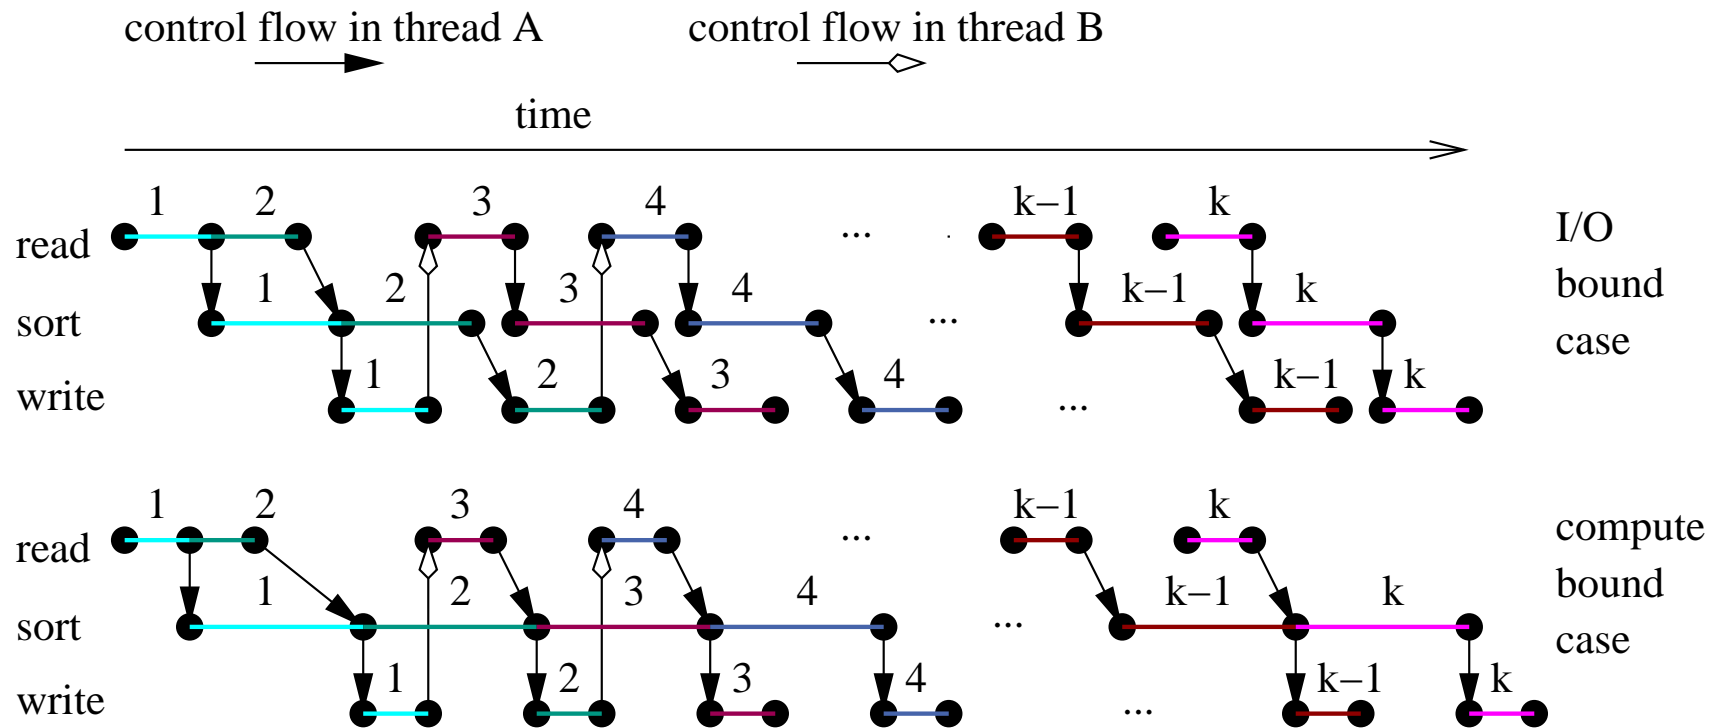 control flow in thread A control flow in thread B
time
1 2 3 4 k−1 k
read ... . I/O
1 2 3 4 k−1 k bound
sort ... case
1 2 3 4 k−1 k
write ...
1 2 3 4 k−1 k
read ... compute
1 2 3 4 k−1 k bound
sort ... case
1 2 3 4 k−1 k
write ...